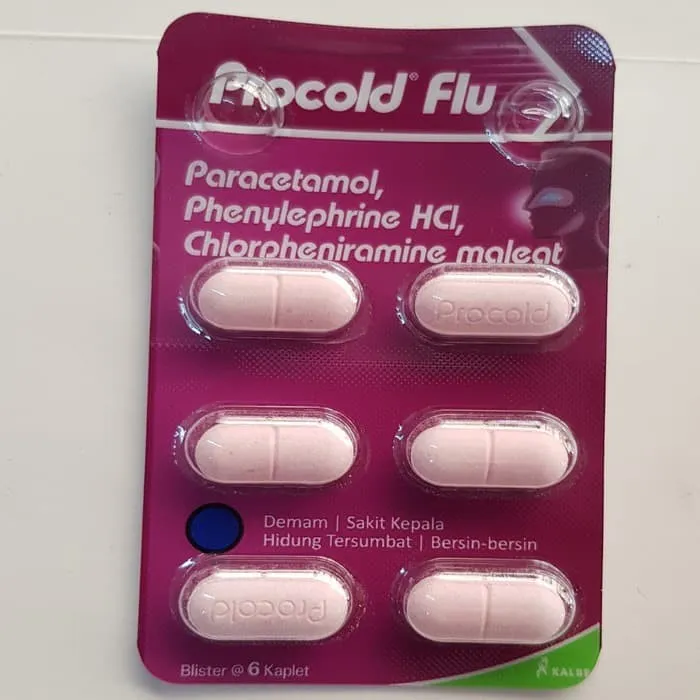 Procold® Flu
Paracetamol,
Phenylephrine HCl,
Chlorpheniramine maleat
Procold
Demam | Sakit Kepala
Hidung Tersumbat | Bersin-bersin
Procold
Blister @ 6 Kaplet